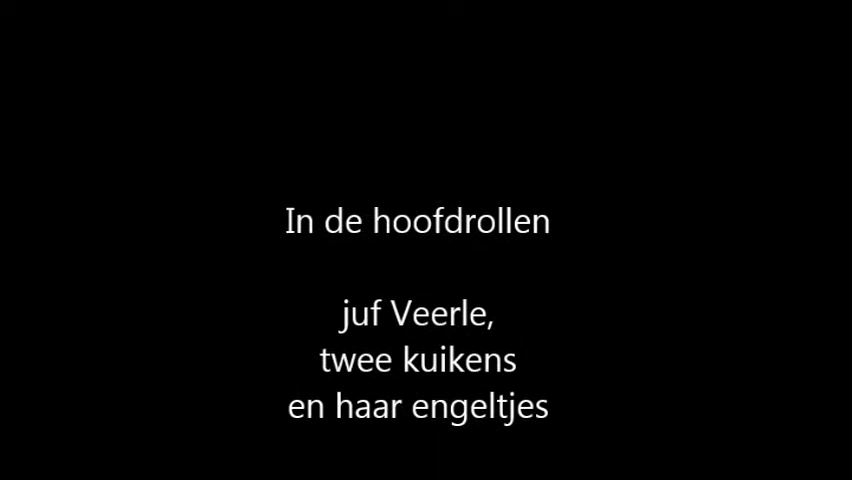 In de hoofdrollen
juf Veerle,
twee kuikens
en haar engeltjes